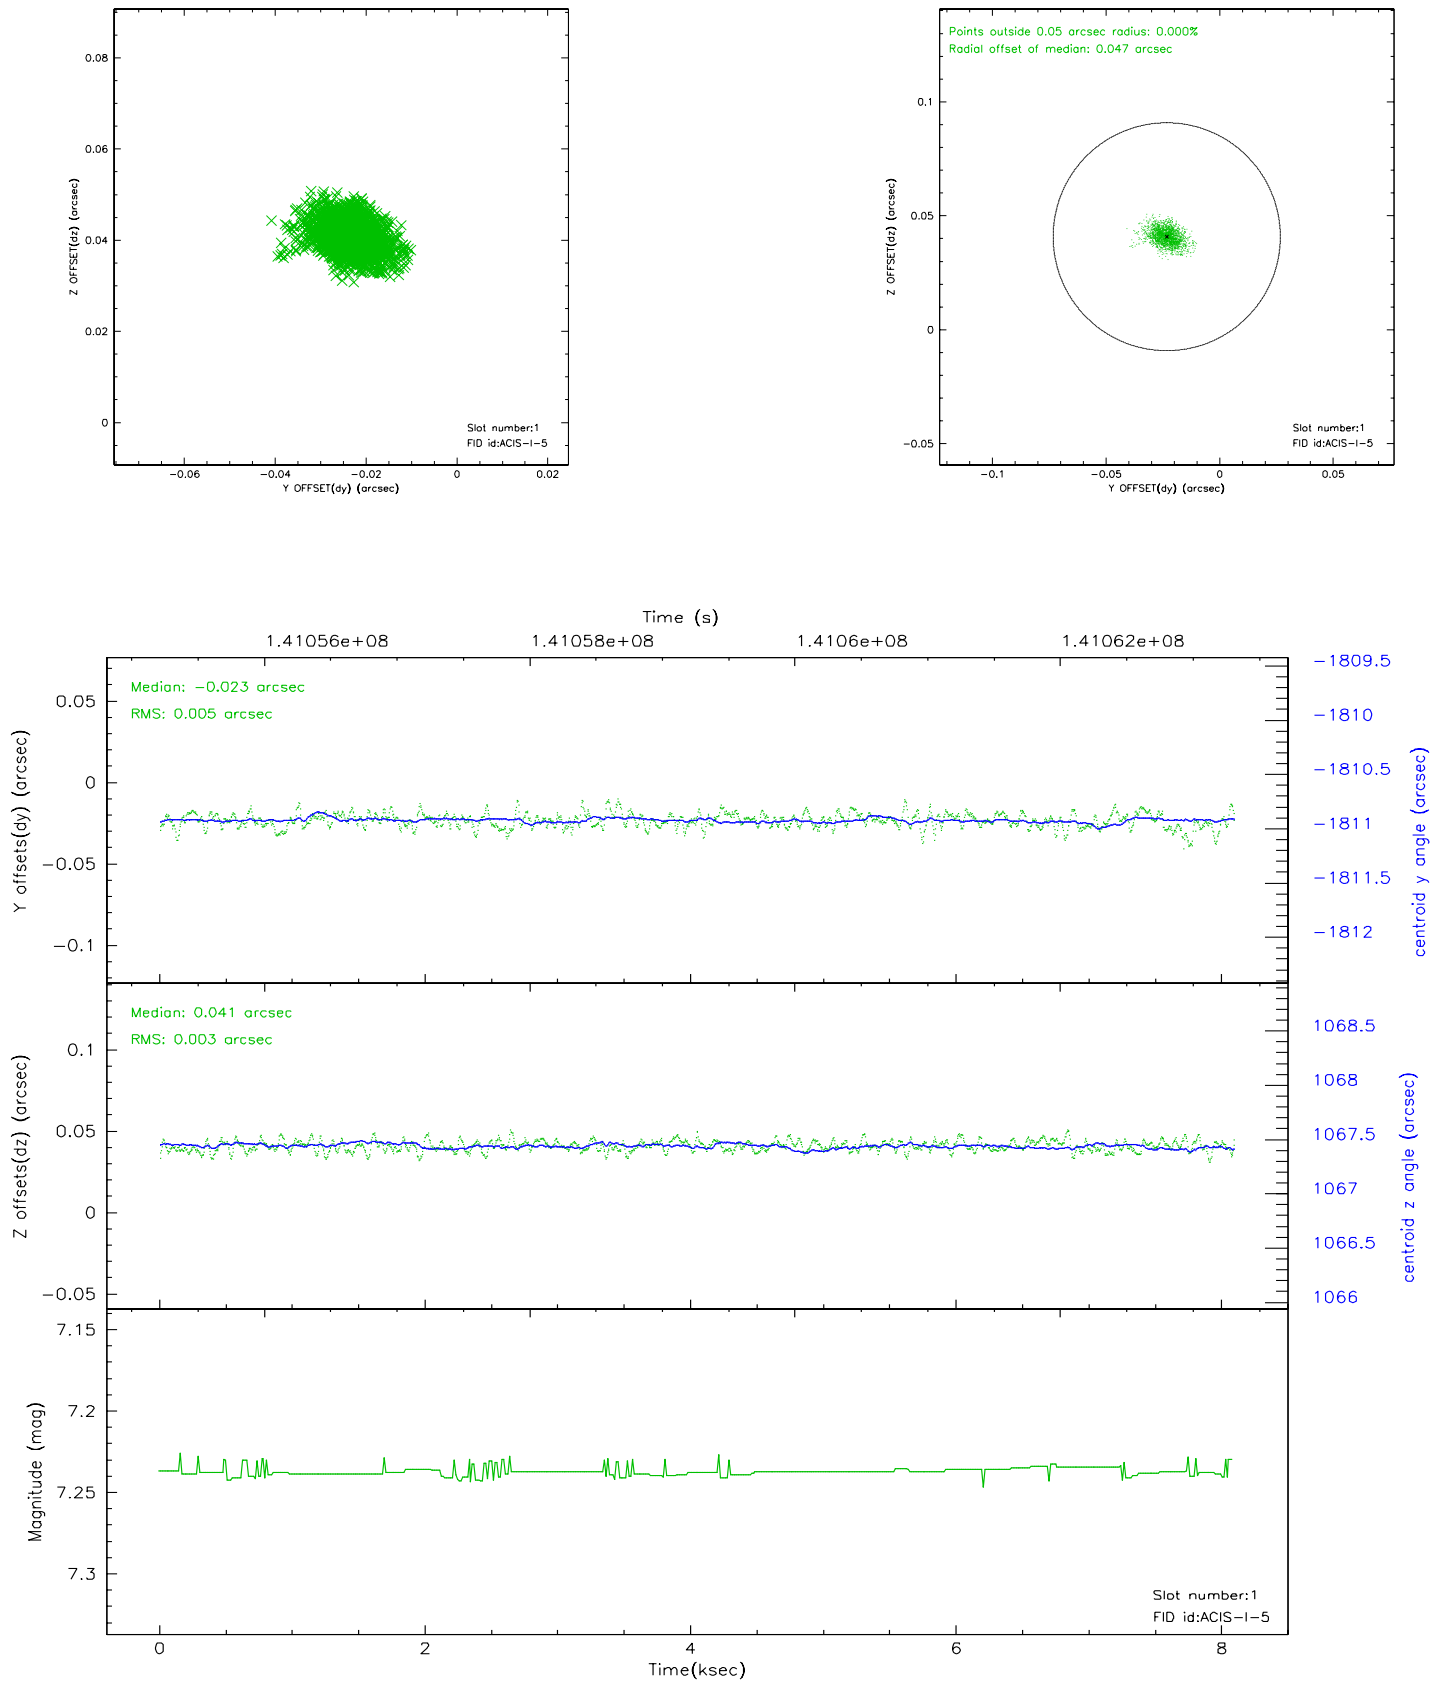 0.08
0.06
0.04
0.02
0
Z OFFSET(dz) (arcsec)
Slot number:1
FID id:ACIS-I-5
-0.06
-0.04
-0.02
0
0.02
Y OFFSET(dy) (arcsec)
Points outside 0.05 arcsec radius: 0.000%
Radial offset of median: 0.047 arcsec
0.1
0.05
0
-0.05
Z OFFSET(dz) (arcsec)
Slot number:1
FID id:ACIS-I-5
-0.1
-0.05
0
0.05
Y OFFSET(dy) (arcsec)
Time (s)
1.41056e+08
1.41058e+08
1.4106e+08
1.41062e+08
Median: -0.023 arcsec
RMS: 0.005 arcsec
0.05
0
-0.05
-0.1
Y offsets(dy) (arcsec)
-1809.5
-1810
-1810.5
-1811
-1811.5
-1812
centroid y angle (arcsec)
Median: 0.041 arcsec
RMS: 0.003 arcsec
0.1
0.05
0
-0.05
Z offsets(dz) (arcsec)
1068.5
1068
1067.5
1067
1066.5
1066
centroid z angle (arcsec)
7.15
7.2
7.25
7.3
Magnitude (mag)
Slot number:1
FID id:ACIS-I-5
0
2
4
6
8
Time(ksec)